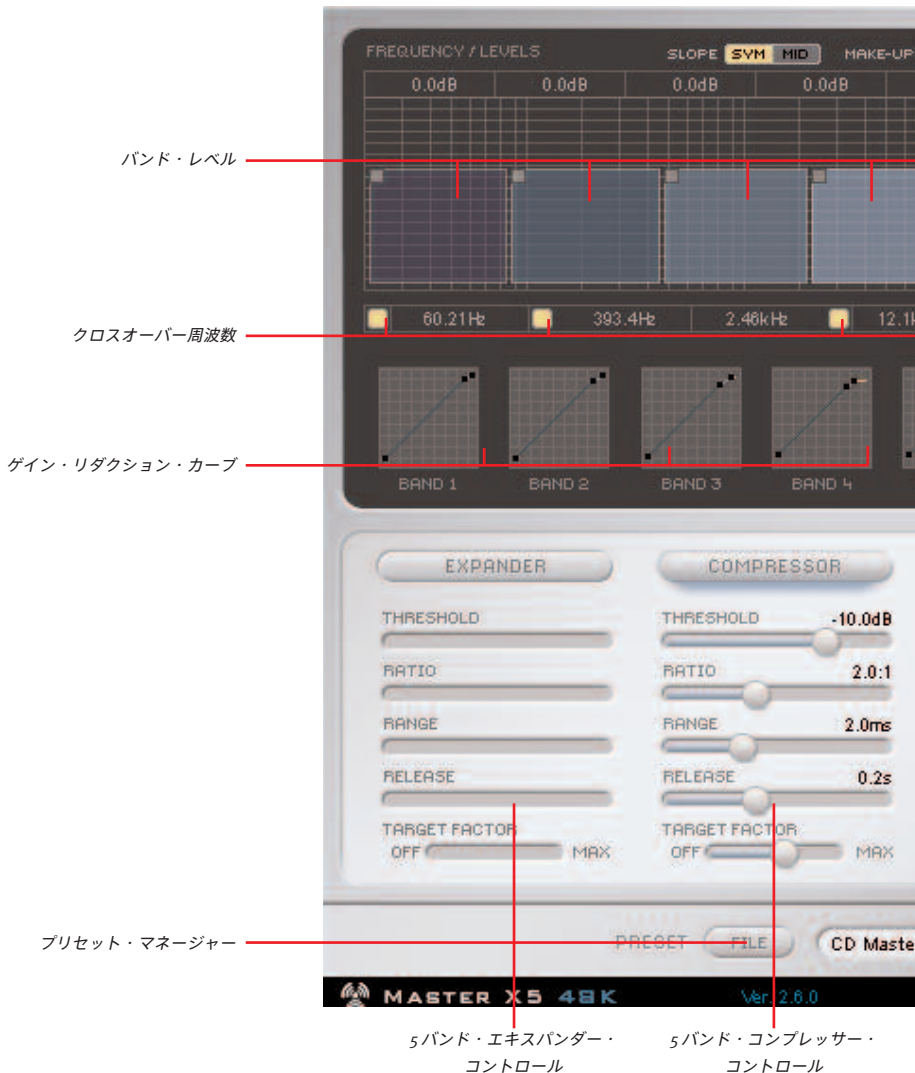 FREQUENCY / LEVELS SLOPE SYM MID MAKE-UP
0.0dB 0.0dB 0.0dB 0.0dB
バンド・レベル
60.21Hz 393.4Hz 2.46kHz 12.1k
クロスオーバー周波数
ゲイン・リダクション・カーブ
BAND 1 BAND 2 BAND 3 BAND 4
EXPANDER COMPRESSOR
THRESHOLD THRESHOLD -10.0dB
RATIO RATIO 2.0:1
RANGE RANGE 2.0ms
RELEASE RELEASE 0.2s
TARGET FACTOR TARGET FACTOR
OFF MAX OFF MAX
プリセット・マネージャー
PRESET FILE CD Maste
MASTER X5 48K Ver. 2.6.0
5バンド・エキスパンダー・
コントロール
5バンド・コンプレッサー・
コントロール